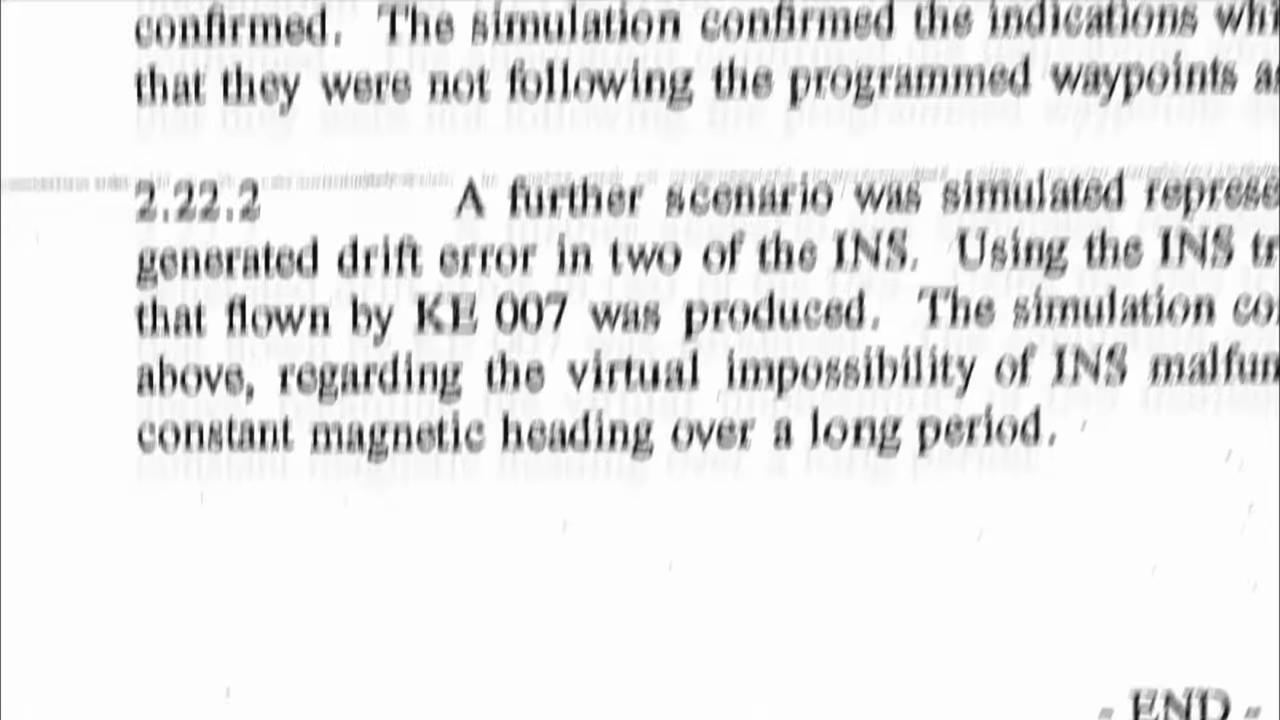 confirmed. The simulation confirmed the indications whi
that they were not following the programmed waypoints a
2.22.2 A further scenario was simulated represe
generated drift error in two of the INS. Using the INS tr
that flown by KE 007 was produced. The simulation co
above, regarding the virtual impossibility of INS malfun
constant magnetic heading over a long period.
- END -